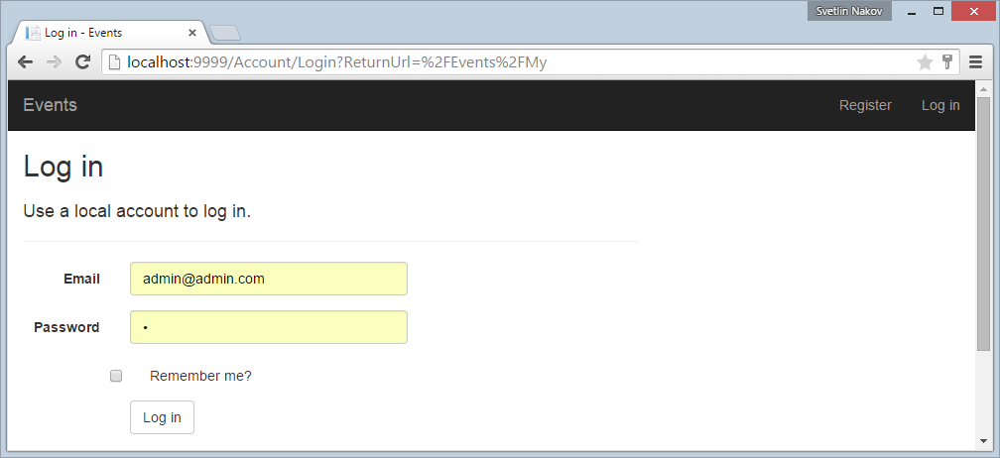 Svetlin Nakov
Log in - Events
localhost:9999/Account/Login?ReturnUrl=%2FEvents%2FMy
Events Register Log in
Log in
Use a local account to log in.
Email admin@admin.com
Password •
Remember me?
Log in